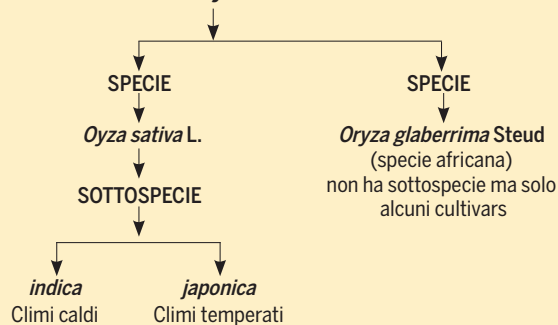 SPECIE SPECIE
Oyza sativa L. Oryza glaberrima Steud
(specie africana)
non ha sottospecie ma solo
alcuni cultivars
SOTTOSPECIE
indica japonica
Climi caldi Climi temperati